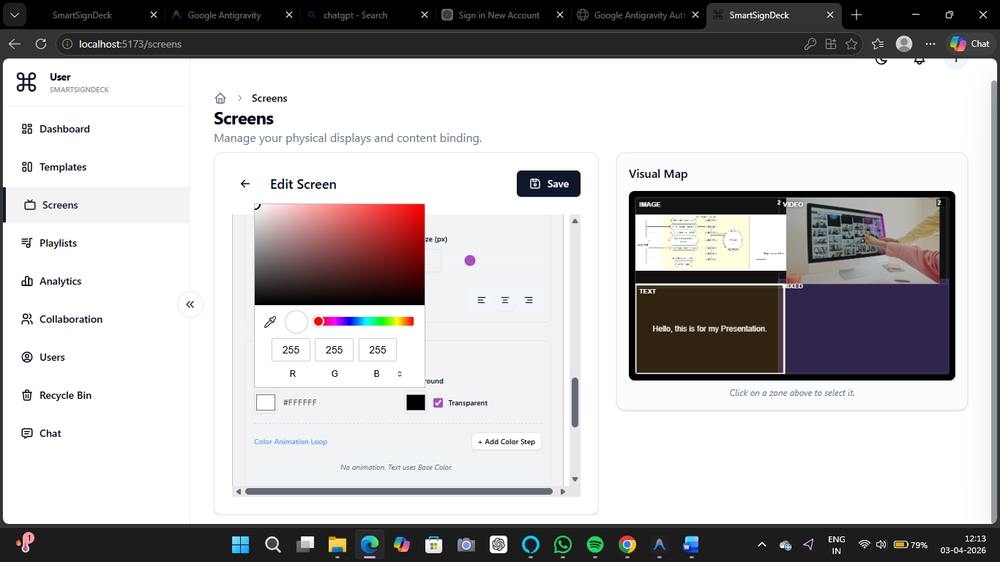 SmartSignDeck
Google Antigravity
chatgpt - Search
Sign in New Account
Google Antigravity Auth
SmartSignDeck
localhost:5173/screens
Chat
User
SMARTSIGNDECK
Dashboard
Templates
Screens
Playlists
Analytics
Collaboration
Users
Recycle Bin
Chat
Screens
Screens
Manage your physical displays and content binding.
Edit Screen
Save
ze (px)
255
255
255
R
G
B
round
#FFFFFF
Transparent
Color Animation Loop
+ Add Color Step
No animation. Text uses Base Color.
Visual Map
IMAGE
2
VIDEO
2
TEXT
MIXED
Hello, this is for my Presentation.
Click on a zone above to select it.
1
ENG
IN
79%
12:13
03-04-2026